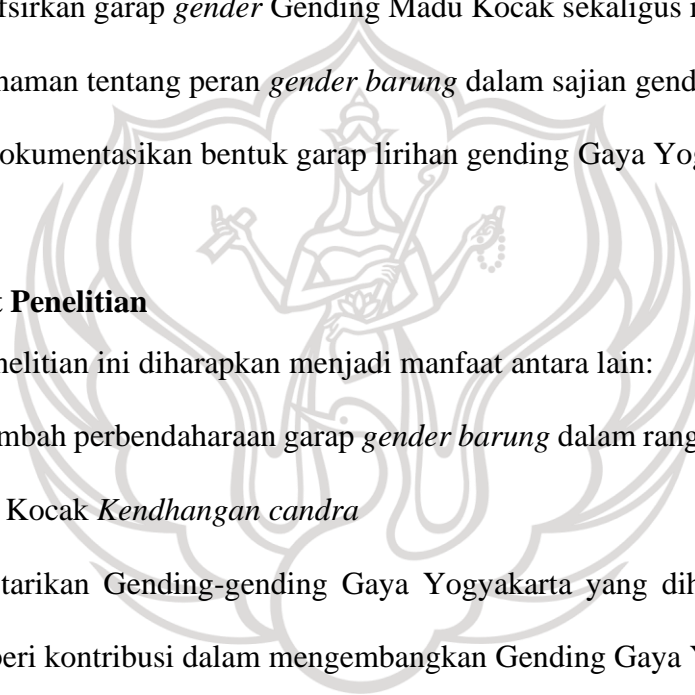 fsirkan garap gender Gending Madu Kocak sekaligus
naman tentang peran gender barung dalam sajian gend
okumentasikan bentuk garap lirihan gending Gaya Yog
Penelitian
nelitian ini diharapkan menjadi manfaat antara lain:
mbah perbendaharaan garap gender barung dalam rang
Kocak Kendhangan candra
tarikan Gending-gending Gaya Yogyakarta yang dih
beri kontribusi dalam mengembangkan Gending Gaya Y